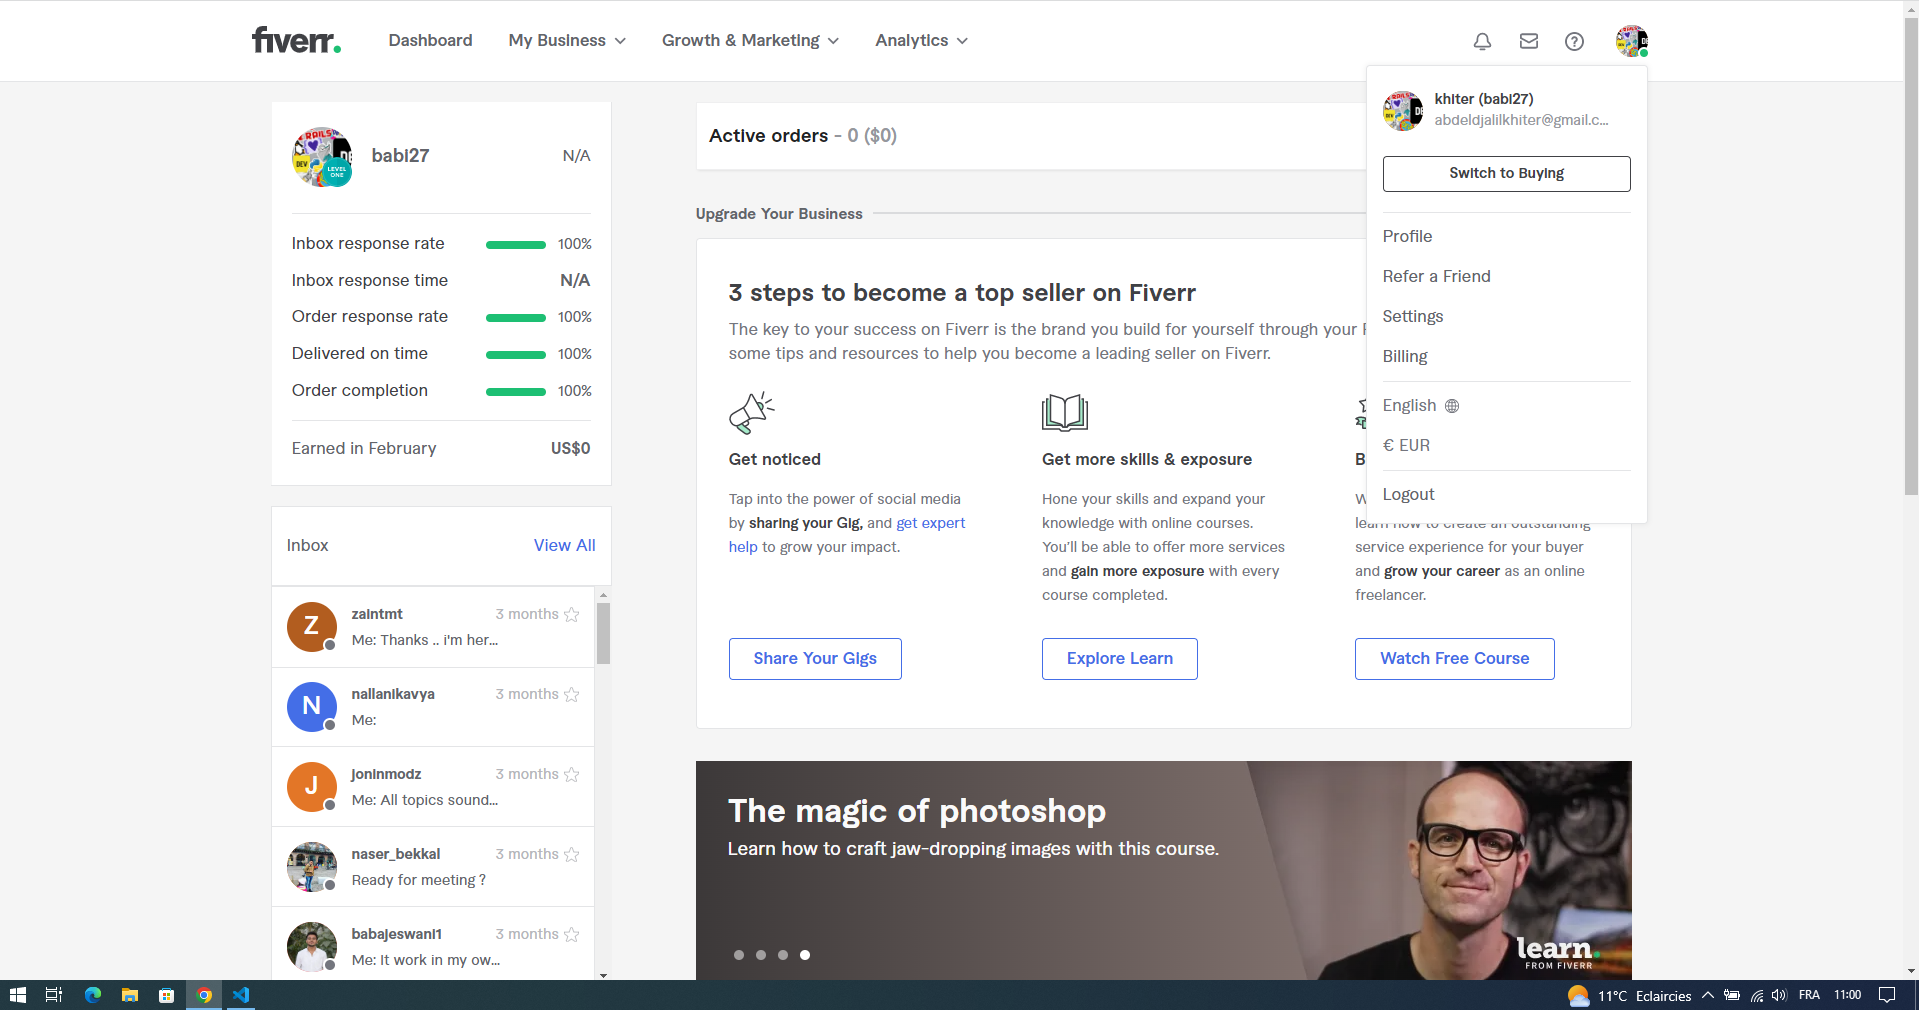 fiverr.
Dashboard
My Business
Growth & Marketing
Analytics
babi27
N/A
LEVEL
ONE
Inbox response rate 100%
Inbox response time N/A
Order response rate 100%
Delivered on time 100%
Order completion 100%
Earned in February US$0
Inbox View All
Z
zaintmt 3 months
Me: Thanks .. i'm her...
N
nallanikavya 3 months
Me:
J
joninmodz 3 months
Me: All topics sound...
naser_bekkal 3 months
Ready for meeting ?
babajeswani1 3 months
Me: It work in my ow...
Active orders - 0 ($0)
Upgrade Your Business
3 steps to become a top seller on Fiverr
The key to your success on Fiverr is the brand you build for yourself through your
some tips and resources to help you become a leading seller on Fiverr.
Get noticed
Tap into the power of social media
by sharing your Gig, and get expert
help to grow your impact.
Share Your Gigs
Get more skills & exposure
Hone your skills and expand your
knowledge with online courses.
You'll be able to offer more services
and gain more exposure with every
course completed.
Explore Learn
learn how to create an outstanding
service experience for your buyer
and grow your career as an online
freelancer.
Watch Free Course
khiter (babi27)
abdeldjalilkhiter@gmail.c...
Switch to Buying
Profile
Refer a Friend
Settings
Billing
English
€ EUR
Logout
The magic of photoshop
Learn how to craft jaw-dropping images with this course.
learn.
FROM FIVERR
11°C Eclaircies
FRA
11:00